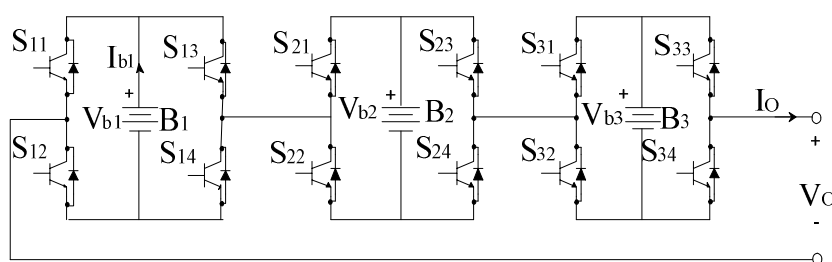 S11 Ib1 S13 S21 S23 S31 S33
+ + + IO
Vb1 B1 Vb2 B2 Vb3 B3
S12 S14 S22 S24 S32 S34 +
VO
-